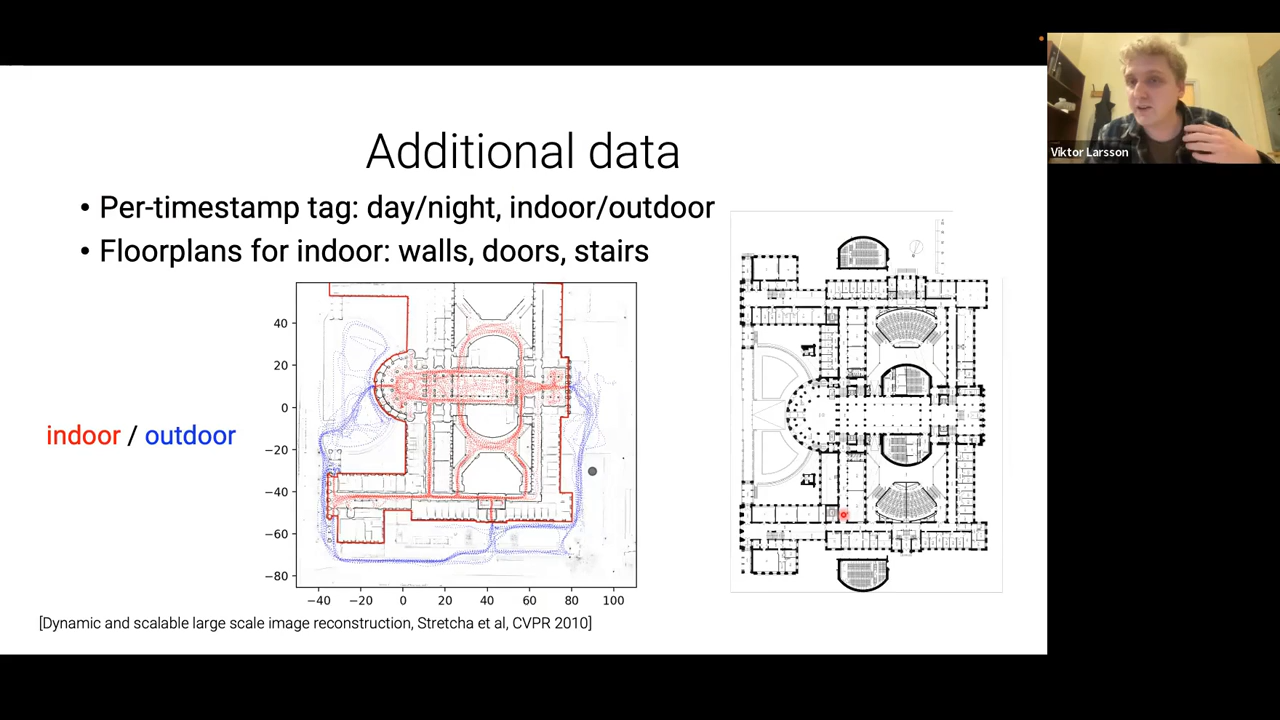 Viktor Larsson
Additional data
• Per-timestamp tag: day/night, indoor/outdoor
• Floorplans for indoor: walls, doors, stairs
40
20
0
−20
−40
−60
−80
−40 −20 0 20 40 60 80 100
indoor / outdoor
[Dynamic and scalable large scale image reconstruction, Stretcha et al, CVPR 2010]